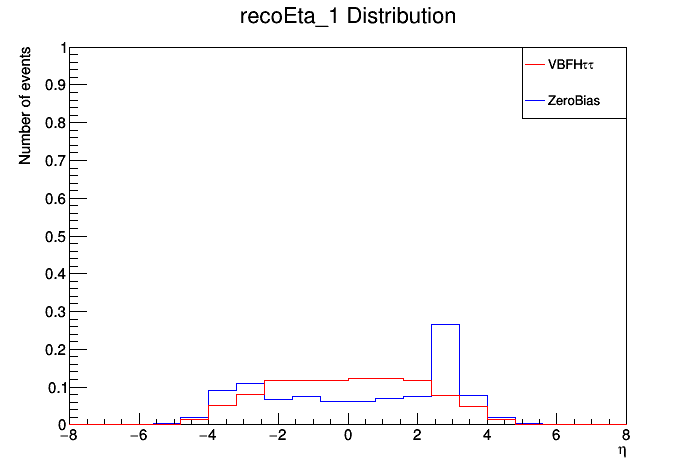 recoEta_1 Distribution
Number of events
1
0.9
0.8
0.7
0.6
0.5
0.4
0.3
0.2
0.1
0
VBFHττ
ZeroBias
−8 −6 −4 −2 0 2 4 6 8
η